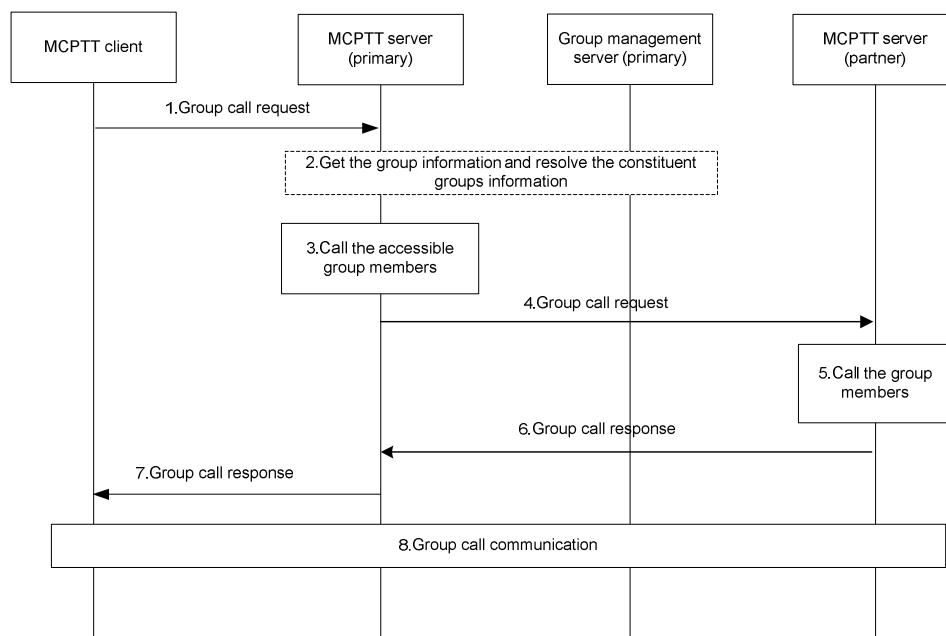 MCPTT client
MCPTT server
(primary)
Group management
server (primary)
MCPTT server
(partner)
1.Group call request
2.Get the group information and resolve the constituent
groups information
3.Call the accessible
group members
4.Group call request
5.Call the group
members
6.Group call response
7.Group call response
8.Group call communication